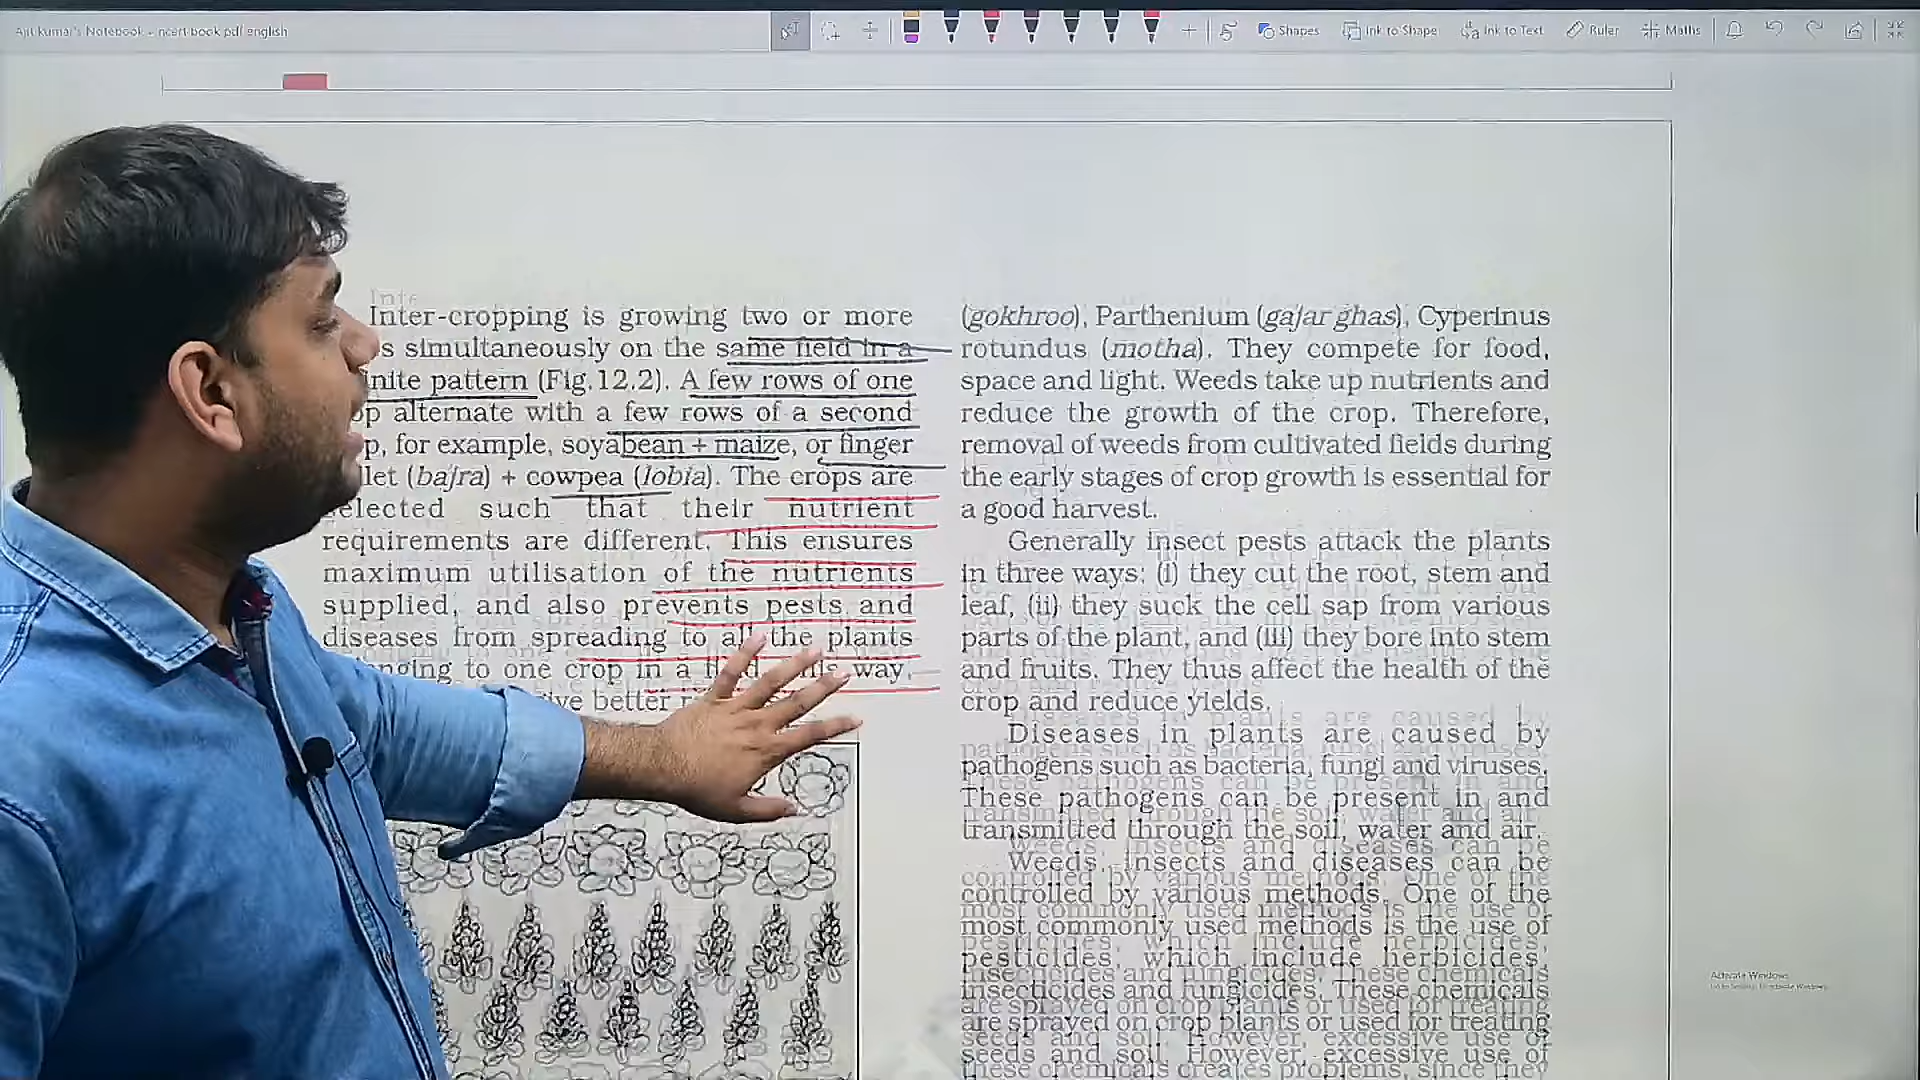 Ajit kumar's Notebook - ncert book pdf english
Shapes
Ink to Shape
Ink to Text
Ruler
Maths
Inter-cropping is growing two or more
simultaneously on the same field in a
pattern (Fig.12.2). A few rows of one
alternate with a few rows of a second
for example, soyabean + maize, or finger
(bajra) + cowpea (lobia). The crops are
selected such that their nutrient
requirements are different. This ensures
maximum utilisation of the nutrients
supplied, and also prevents pests and
diseases from spreading to all the plants
to one crop in a way,
better
(gokhroo), Parthenium (gajar ghas), Cyperinus
rotundus (motha). They compete for food,
space and light. Weeds take up nutrients and
reduce the growth of the crop. Therefore,
removal of weeds from cultivated fields during
the early stages of crop growth is essential for
a good harvest.
Generally insect pests attack the plants
in three ways: (i) they cut the root, stem and
leaf, (ii) they suck the cell sap from various
parts of the plant, and (iii) they bore into stem
and fruits. They thus affect the health of the
crop and reduce yields.
Diseases in plants are caused by
pathogens such as bacteria, fungi and viruses.
These pathogens can be present in and
transmitted through the soil, water and air.
Weeds, insects and diseases can be
controlled by various methods. One of the
most commonly used methods is the use of
pesticides, which include herbicides,
insecticides and fungicides. These chemicals
are sprayed on crop plants or used for treating
seeds and soil. However, excessive use of
these chemicals creates problems, since they
Activate Windows